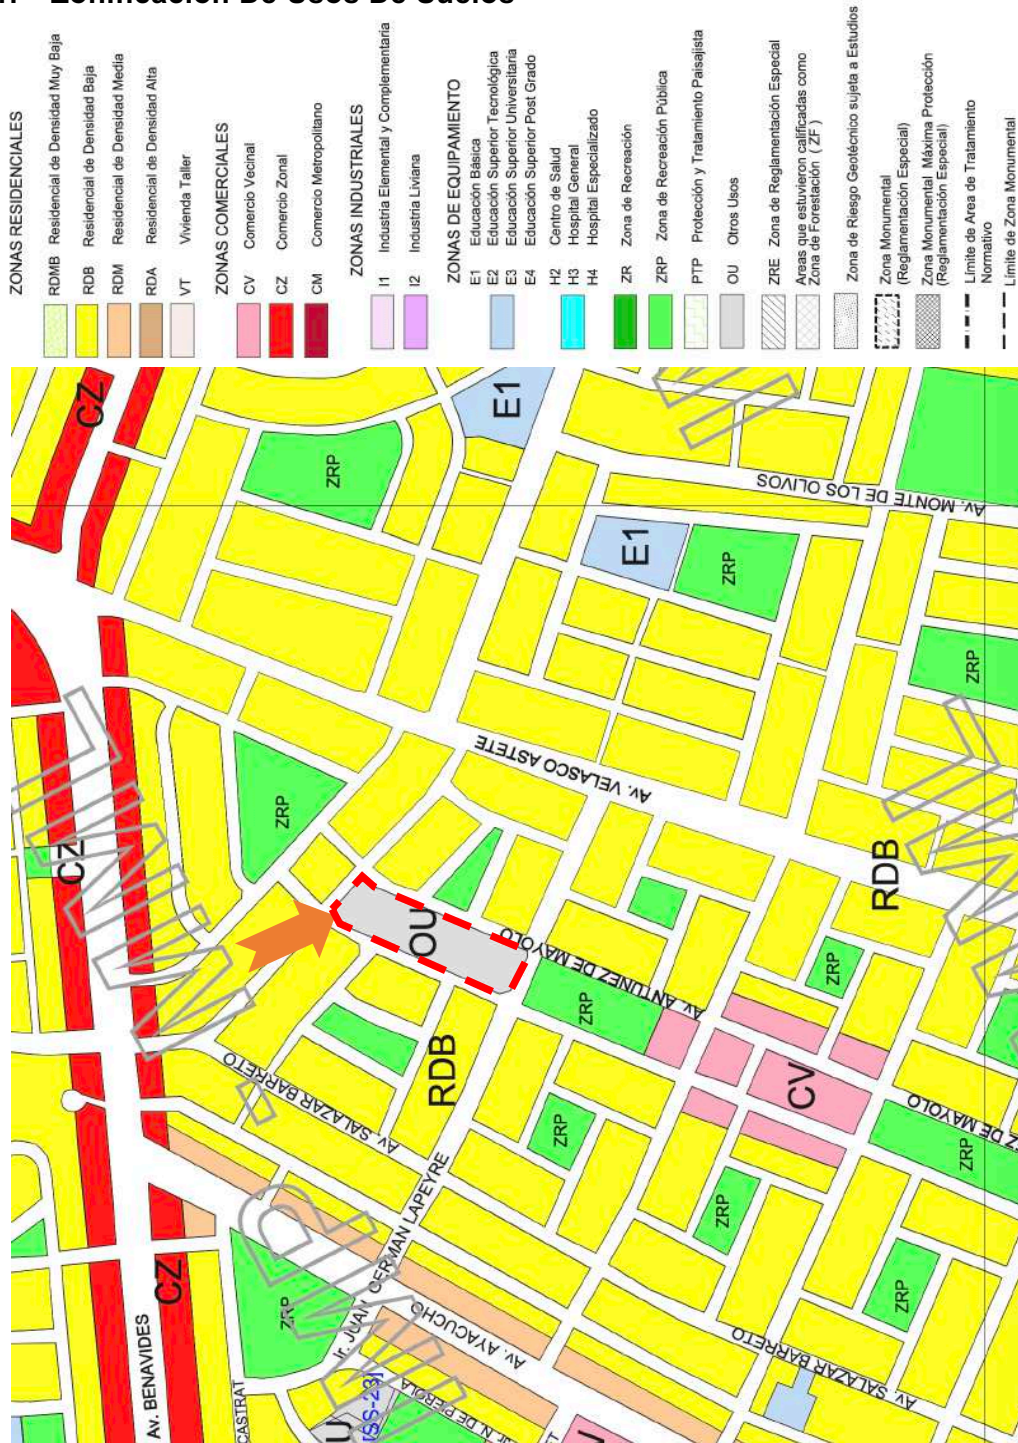 Zonificación De Usos De Suelos
ZONAS RESIDENCIALES
RDMB Residencial de Densidad Muy Baja
RDB Residencial de Densidad Baja
RDM Residencial de Densidad Media
RDA Residencial de Densidad Alta
VT Vivienda Taller
ZONAS COMERCIALES
CV Comercio Vecinal
CZ Comercio Zonal
CM Comercio Metropolitano
ZONAS INDUSTRIALES
I1 Industria Elemental y Complementaria
I2 Industria Liviana
ZONAS DE EQUIPAMIENTO
E1 Educación Básica
E2 Educación Superior Tecnológica
E3 Educación Superior Universitaria
E4 Educación Superior Post Grado
H2 Centro de Salud
H3 Hospital General
H4 Hospital Especializado
ZR Zona de Recreación
ZRP Zona de Recreación Pública
PTP Protección y Tratamiento Paisajista
OU Otros Usos
ZRE Zona de Reglamentación Especial
Areas que estuvieron calificadas como
Zona de Forestación ( ZF )
Zona de Riesgo Geotécnico sujeta a Estudios
Zona Monumental
(Reglamentación Especial)
Zona Monumental Máxima Protección
(Reglamentación Especial)
Límite de Area de Tratamiento
Normativo
Límite de Zona Monumental
CZ
E1
ZRP
Av. MONTE DE LOS OLIVOS
E1
ZRP
ZRP
CZ
ZRP
Av. VELASCO ASTETE
RDB
OU
Av. ANTUNEZ DE MAYOLO
ZRP
ZRP
RDB
Av. SALAZAR BARRETO
CV
ZRP
ZRP
Z DE MAYOLO
ZRP
CZ
Av. BENAVIDES
ZRP
Jr. JUAN GERMAN LAPEYRE
Av. AYACUCHO
ZRP
Av. SALAZAR BARRETO
CASTRAT
U
[SS-23]
Jr. N. DE PIEROLA